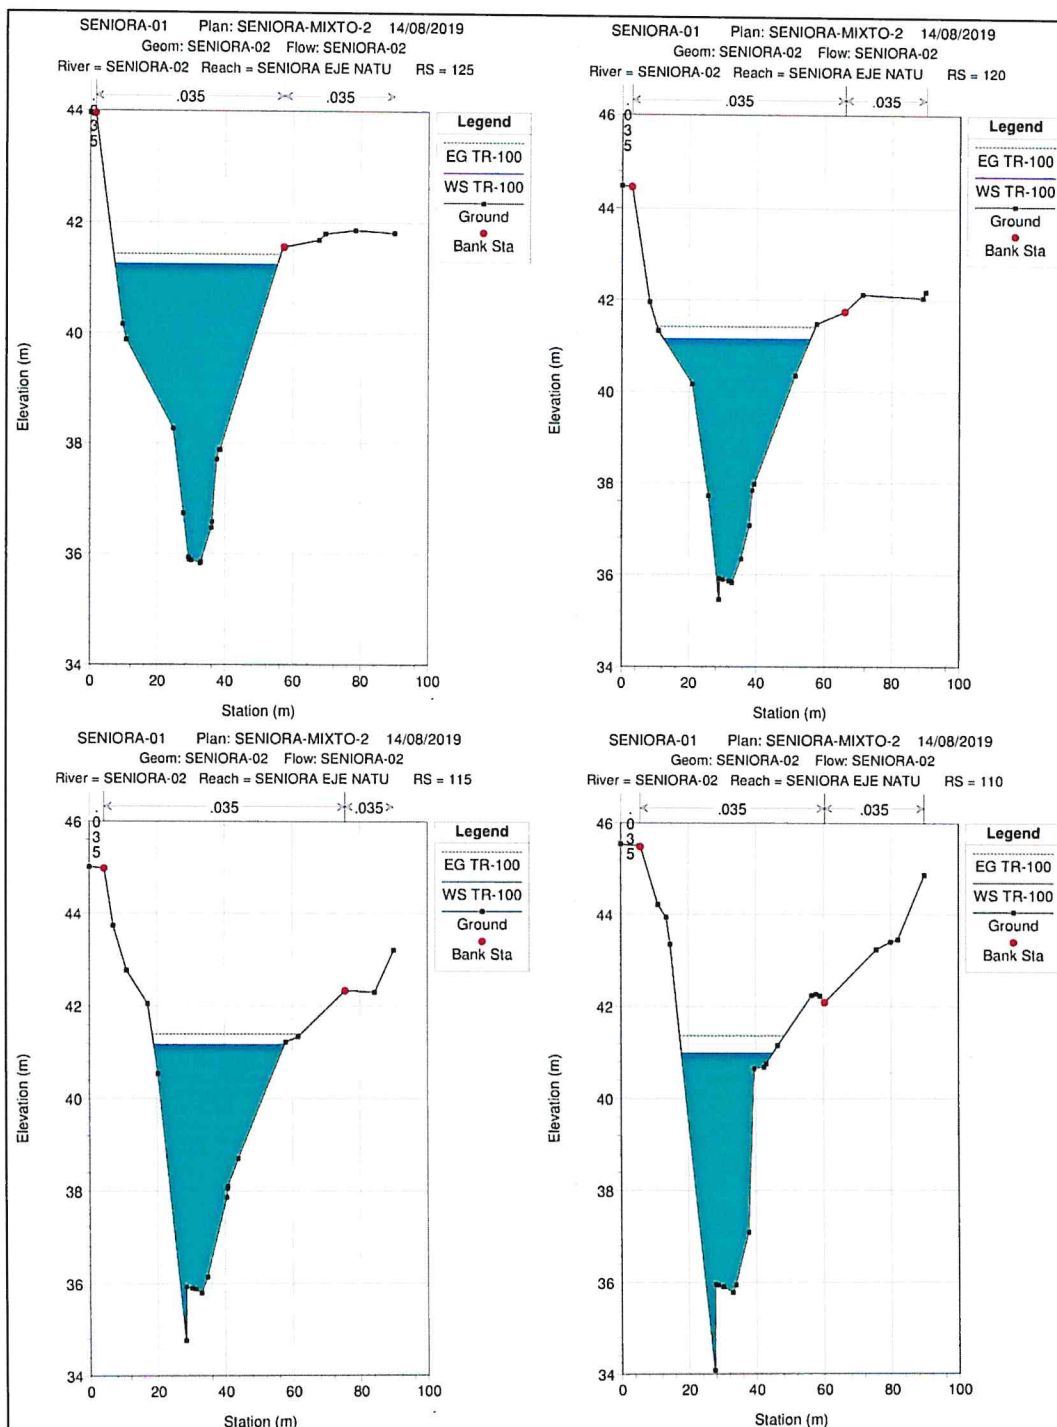 SENIORA-01 Plan: SENIORA-MIXTO-2 14/08/2019
Geom: SENIORA-02 Flow: SENIORA-02
River = SENIORA-02 Reach = SENIORA EJE NATU RS = 125
.035 .035
.035
44
42
40
38
36
34
Elevation (m)
0 20 40 60 80 100
Station (m)
Legend
EG TR-100
WS TR-100
Ground
Bank Sta
SENIORA-01 Plan: SENIORA-MIXTO-2 14/08/2019
Geom: SENIORA-02 Flow: SENIORA-02
River = SENIORA-02 Reach = SENIORA EJE NATU RS = 120
.035 .035
.035
46
44
42
40
38
36
34
Elevation (m)
0 20 40 60 80 100
Station (m)
Legend
EG TR-100
WS TR-100
Ground
Bank Sta
SENIORA-01 Plan: SENIORA-MIXTO-2 14/08/2019
Geom: SENIORA-02 Flow: SENIORA-02
River = SENIORA-02 Reach = SENIORA EJE NATU RS = 115
.035 .035
.035
46
44
42
40
38
36
34
Elevation (m)
0 20 40 60 80 100
Station (m)
Legend
EG TR-100
WS TR-100
Ground
Bank Sta
SENIORA-01 Plan: SENIORA-MIXTO-2 14/08/2019
Geom: SENIORA-02 Flow: SENIORA-02
River = SENIORA-02 Reach = SENIORA EJE NATU RS = 110
.035 .035
.035
46
44
42
40
38
36
34
Elevation (m)
0 20 40 60 80 100
Station (m)
Legend
EG TR-100
WS TR-100
Ground
Bank Sta